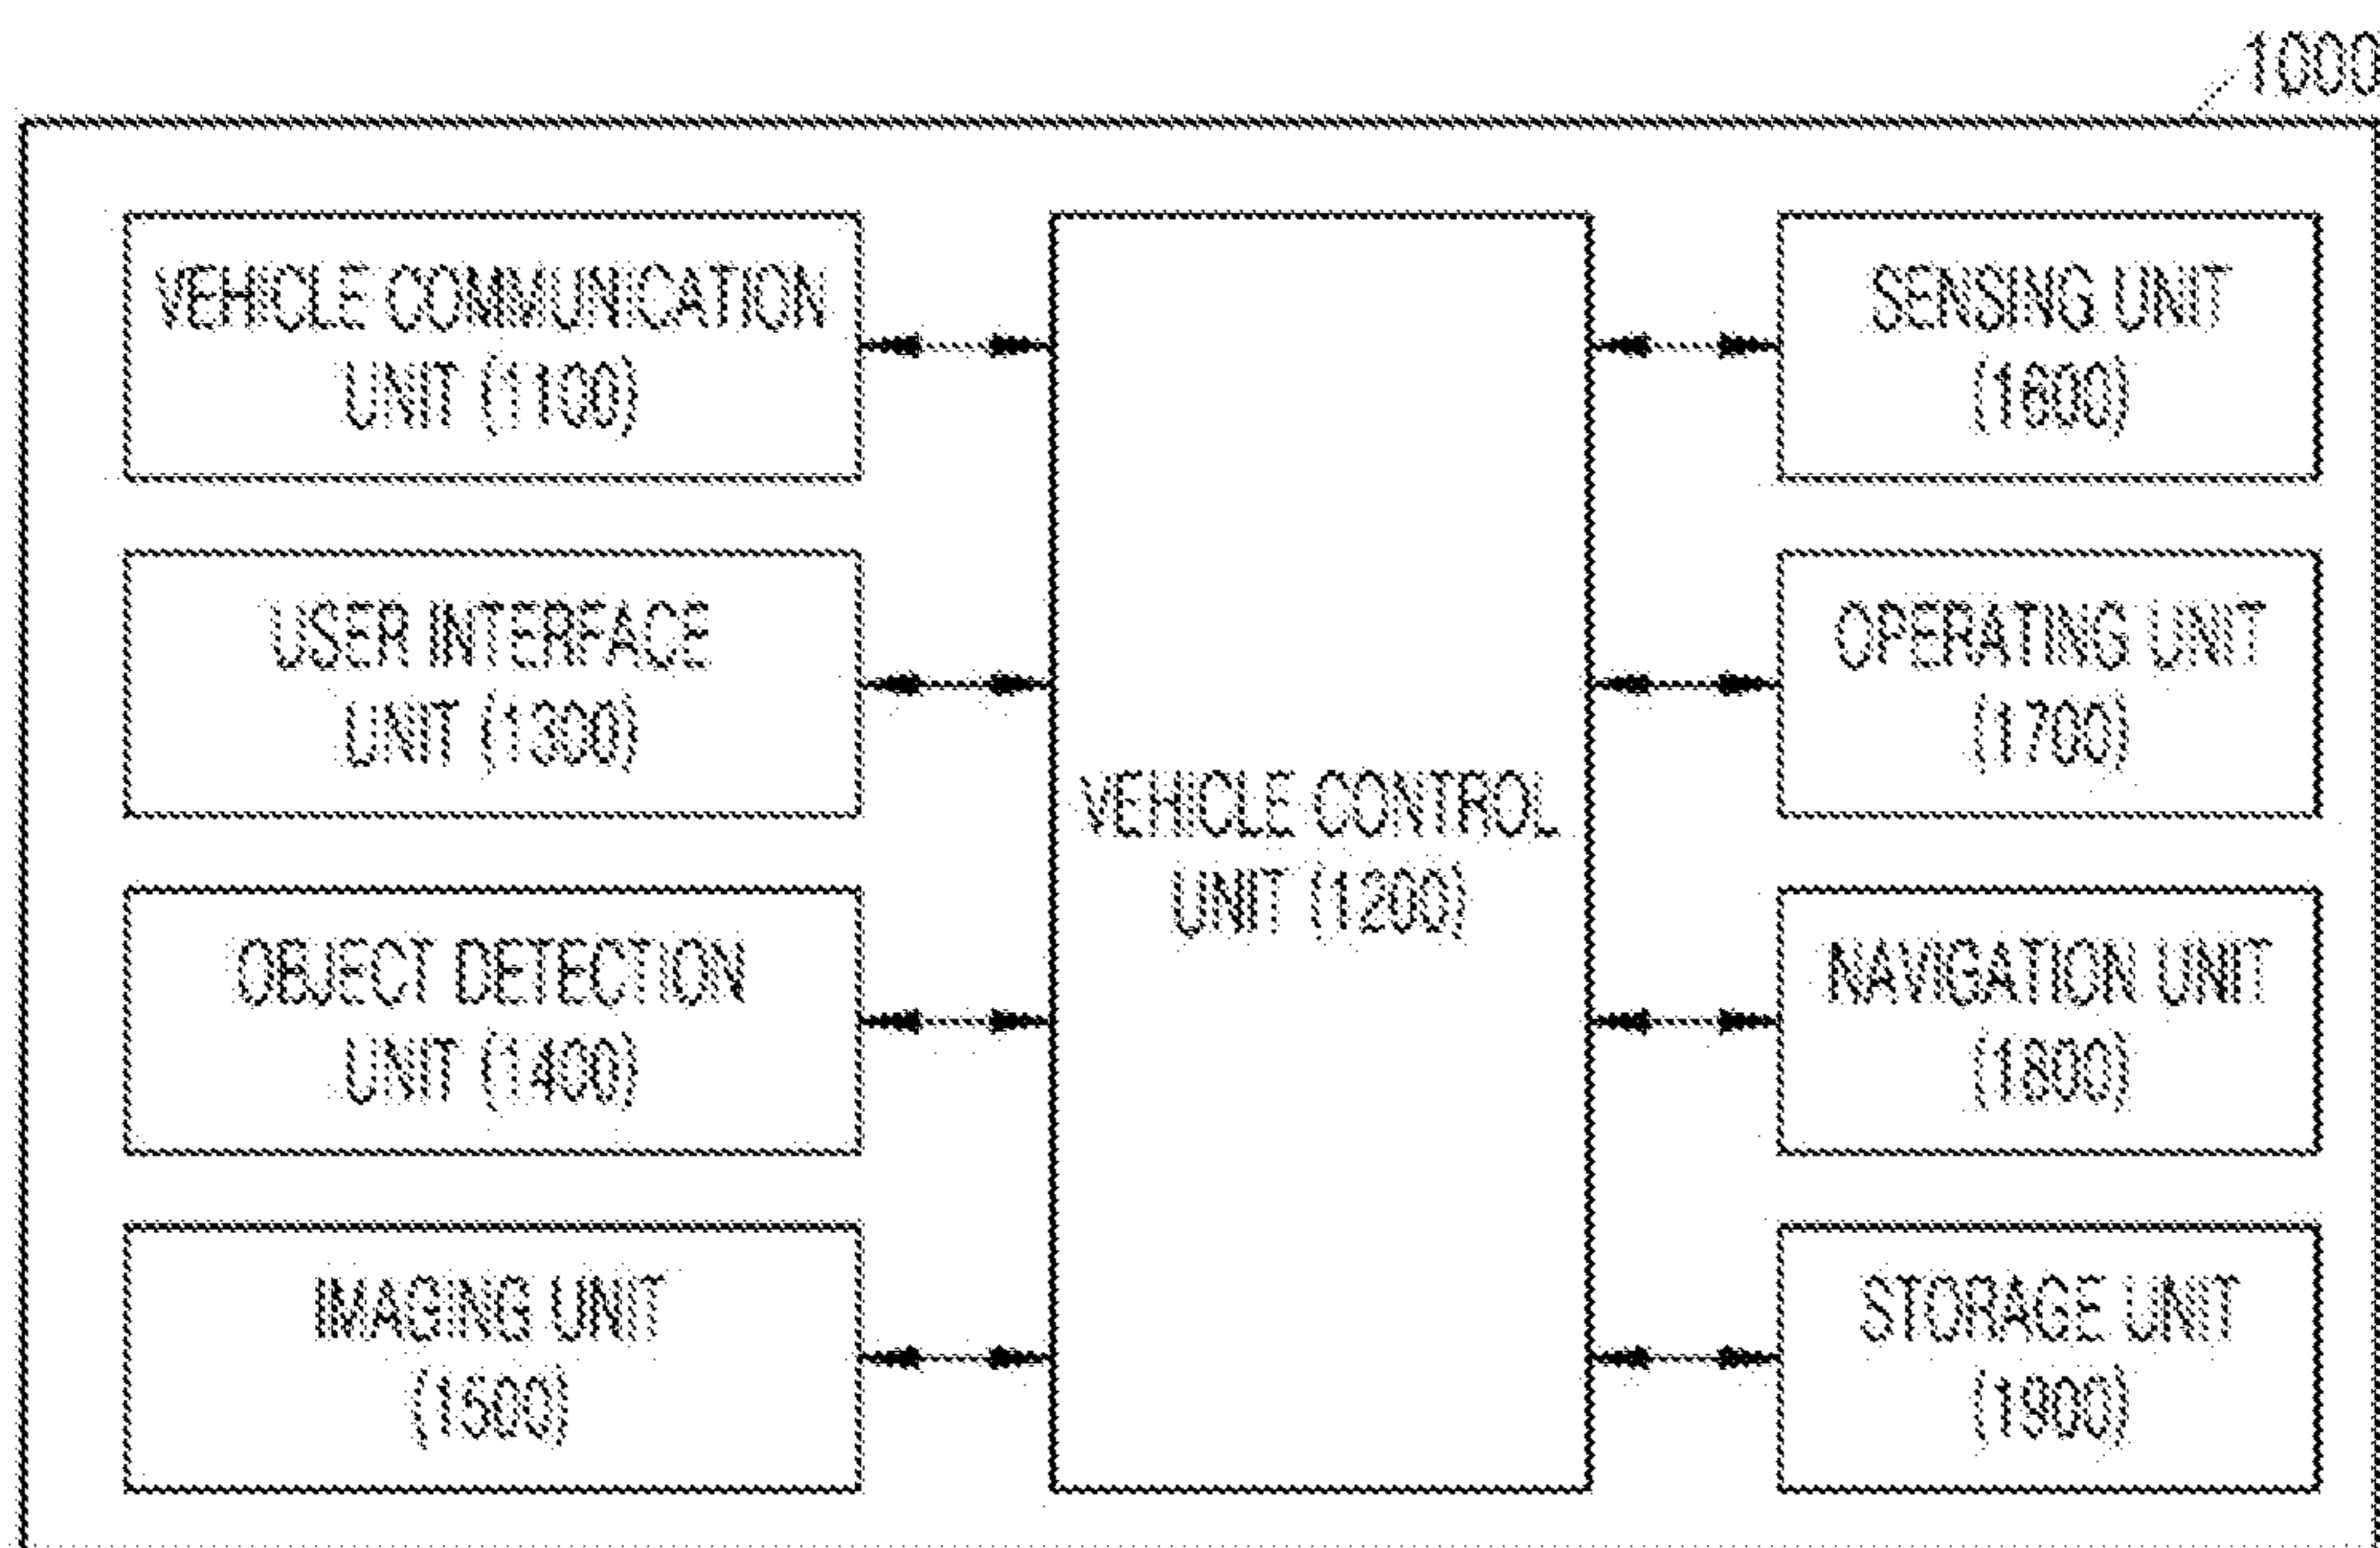 1000
VEHICLE COMMUNICATION
UNIT (1100)
USER INTERFACE
UNIT (1300)
OBJECT DETECTION
UNIT (1400)
IMAGING UNIT
(1500)
VEHICLE CONTROL
UNIT (1200)
SENSING UNIT
(1600)
OPERATING UNIT
(1700)
NAVIGATION UNIT
(1800)
STORAGE UNIT
(1900)